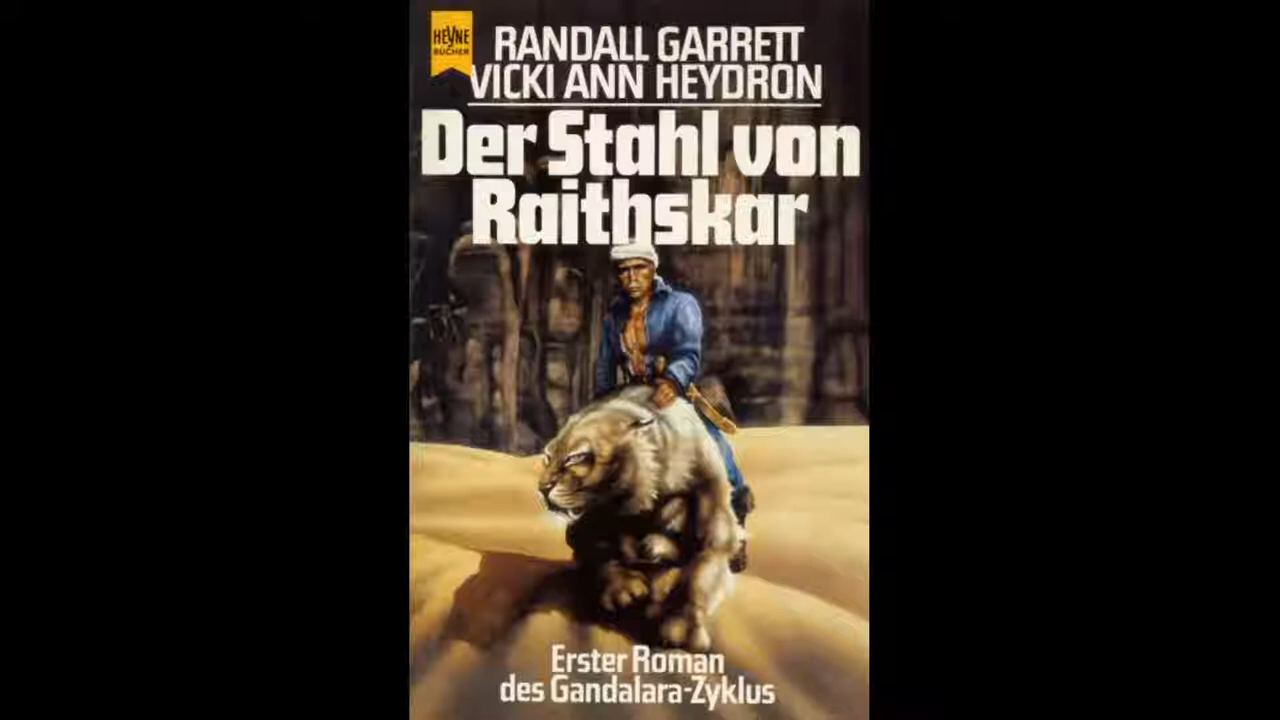 HEYNE
BÜCHER
RANDALL GARRETT
VICKI ANN HEYDRON
Der Stahl von
Raithskar
Erster Roman
des Gandalara-Zyklus